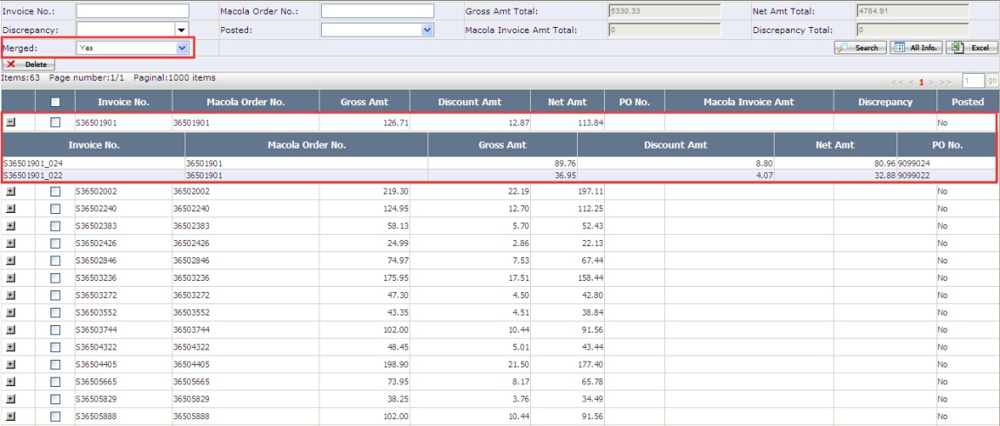 Invoice No.: Macola Order No.: Gross Amt Total: 5330.33 Net Amt Total: 4784.91
Discrepancy: Posted: Macola Invoice Amt Total: 0 Discrepancy Total: 0
Merged: Yes Search All Info. Excel
Delete
Items:63 Page number:1/1 Paginal:1000 items << < 1 > >> 1 go
Invoice No. Macola Order No. Gross Amt Discount Amt Net Amt PO No. Macola Invoice Amt Discrepancy Posted
S36501901 36501901 126.71 12.87 113.84 No
Invoice No. Macola Order No. Gross Amt Discount Amt Net Amt PO No.
S36501901_024 36501901 89.76 8.80 80.96 9099024
S36501901_022 36501901 36.95 4.07 32.88 9099022
S36502002 36502002 219.30 22.19 197.11 No
S36502240 36502240 124.95 12.70 112.25 No
S36502383 36502383 58.13 5.70 52.43 No
S36502426 36502426 24.99 2.86 22.13 No
S36502846 36502846 74.97 7.53 67.44 No
S36503236 36503236 175.95 17.51 158.44 No
S36503272 36503272 47.30 4.50 42.80 No
S36503552 36503552 43.35 4.51 38.84 No
S36503744 36503744 102.00 10.44 91.56 No
S36504322 36504322 48.45 5.01 43.44 No
S36504405 36504405 198.90 21.50 177.40 No
S36505665 36505665 73.95 8.17 65.78 No
S36505829 36505829 38.25 3.76 34.49 No
S36505888 36505888 102.00 10.44 91.56 No